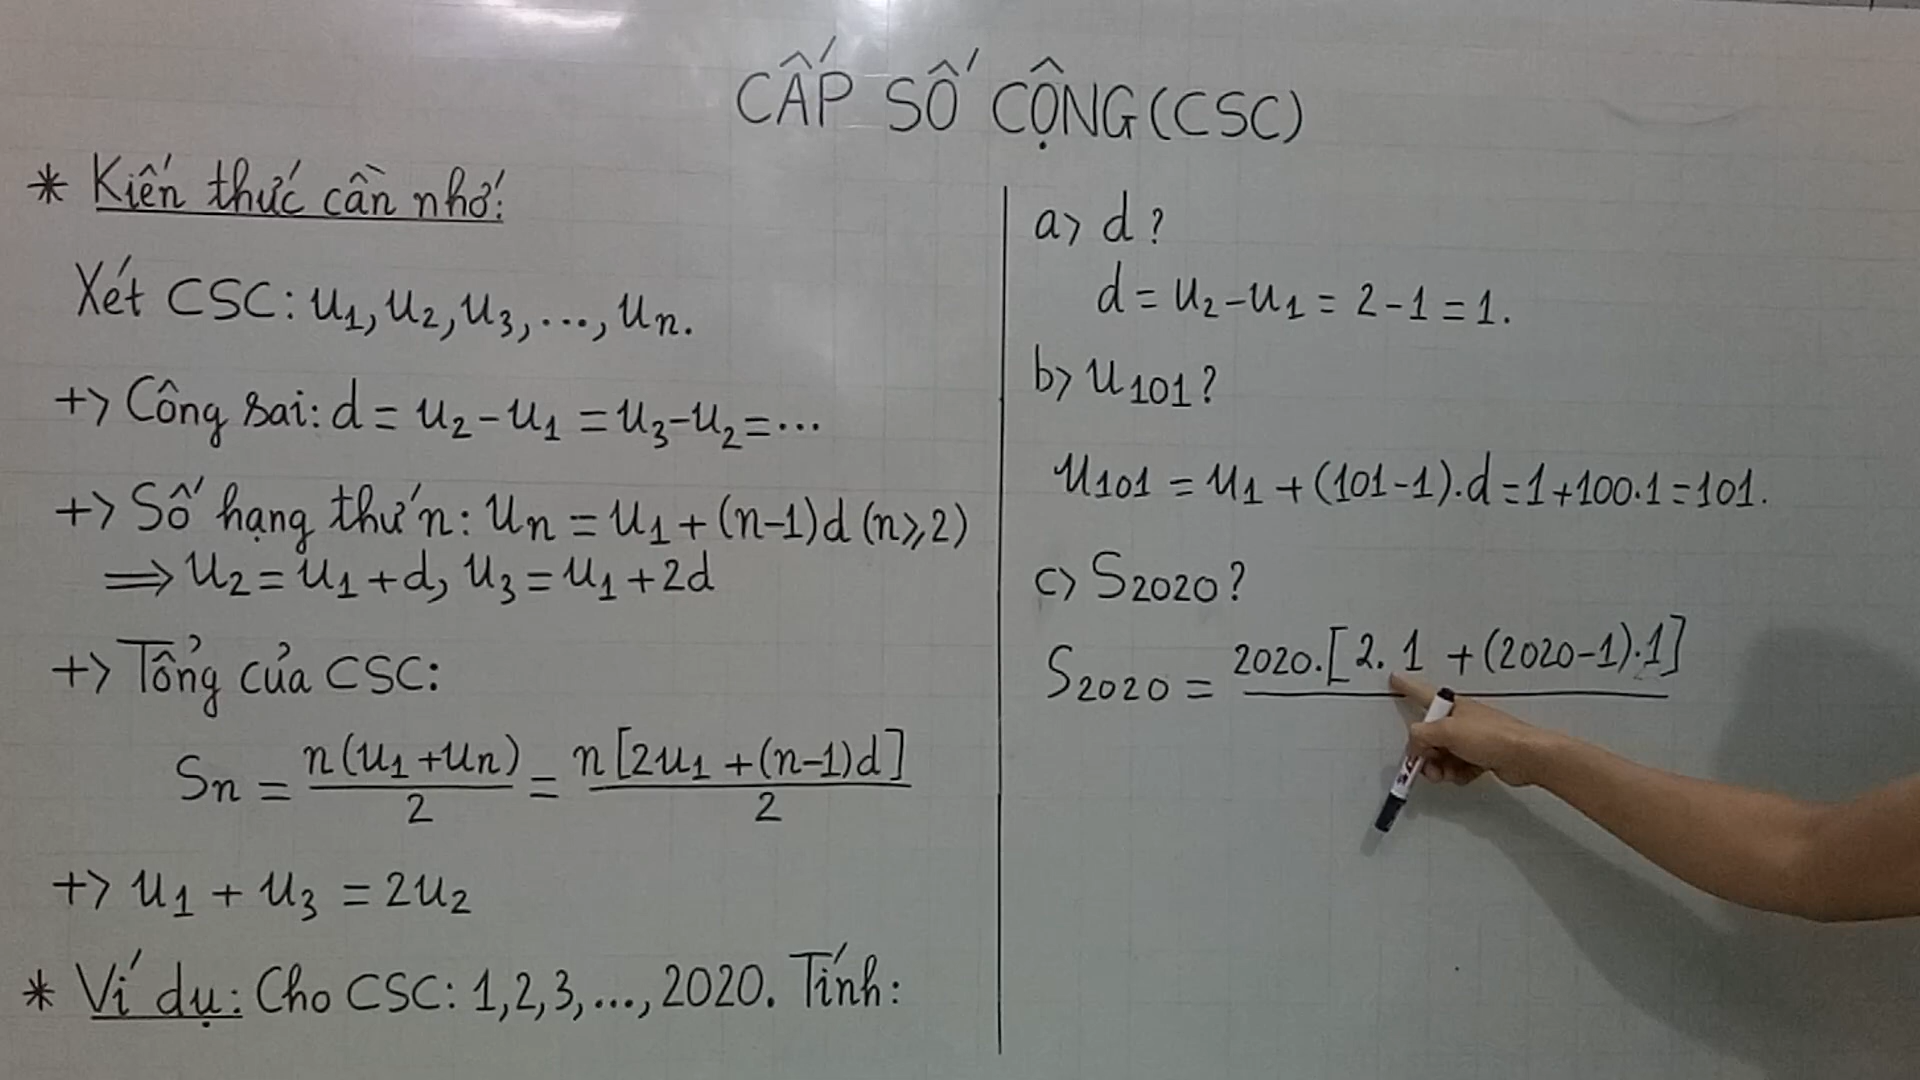 CẤP SỐ CỘNG (CSC)
* Kiến thức cần nhớ:
Xét CSC: u₁, u₂, u₃, ..., uₙ.
+> Công sai: d = u₂ - u₁ = u₃ - u₂ = ...
+> Số hạng thứ n: uₙ = u₁ + (n-1)d (n≥2)
⟹ u₂ = u₁ + d, u₃ = u₁ + 2d
+> Tổng của CSC:
Sₙ = n(u₁+uₙ)/2 = n[2u₁+(n-1)d]/2
+> u₁ + u₃ = 2u₂
* Ví dụ: Cho CSC: 1, 2, 3, ..., 2020. Tính:
a> d?
d = u₂ - u₁ = 2 - 1 = 1.
b> u₁₀₁?
u₁₀₁ = u₁ + (101-1).d = 1 + 100.1 = 101.
c> S₂₀₂₀?
S₂₀₂₀ = 2020.[2.1 + (2020-1).1]